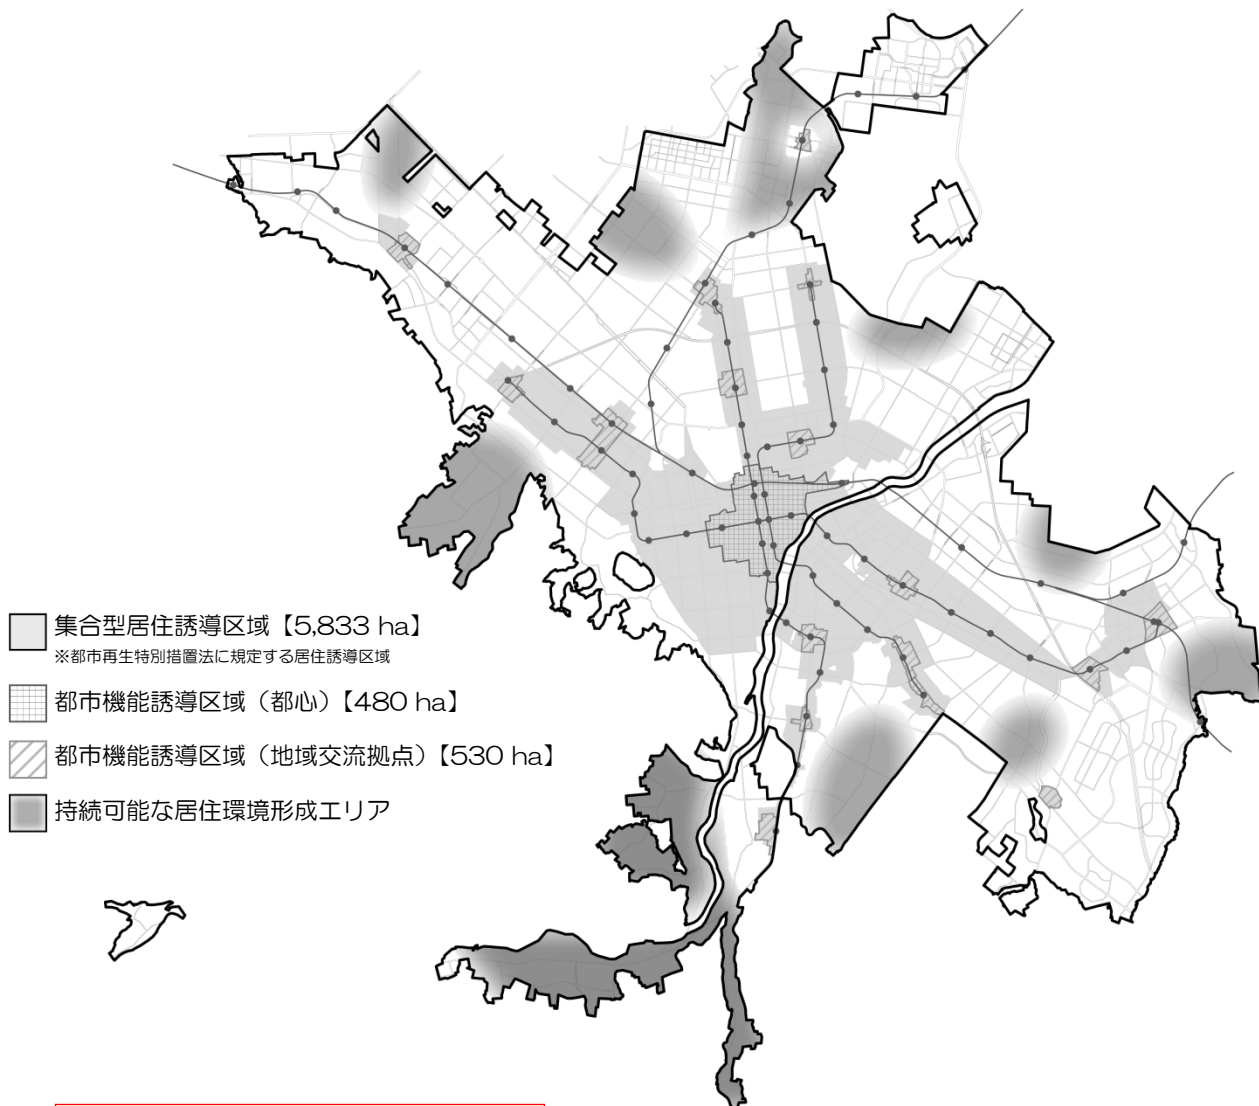 集合型居住誘導区域【5,833 ha】
※都市再生特別措置法に規定する居住誘導区域
都市機能誘導区域（都心）【480 ha】
都市機能誘導区域（地域交流拠点）【530 ha】
持続可能な居住環境形成エリア